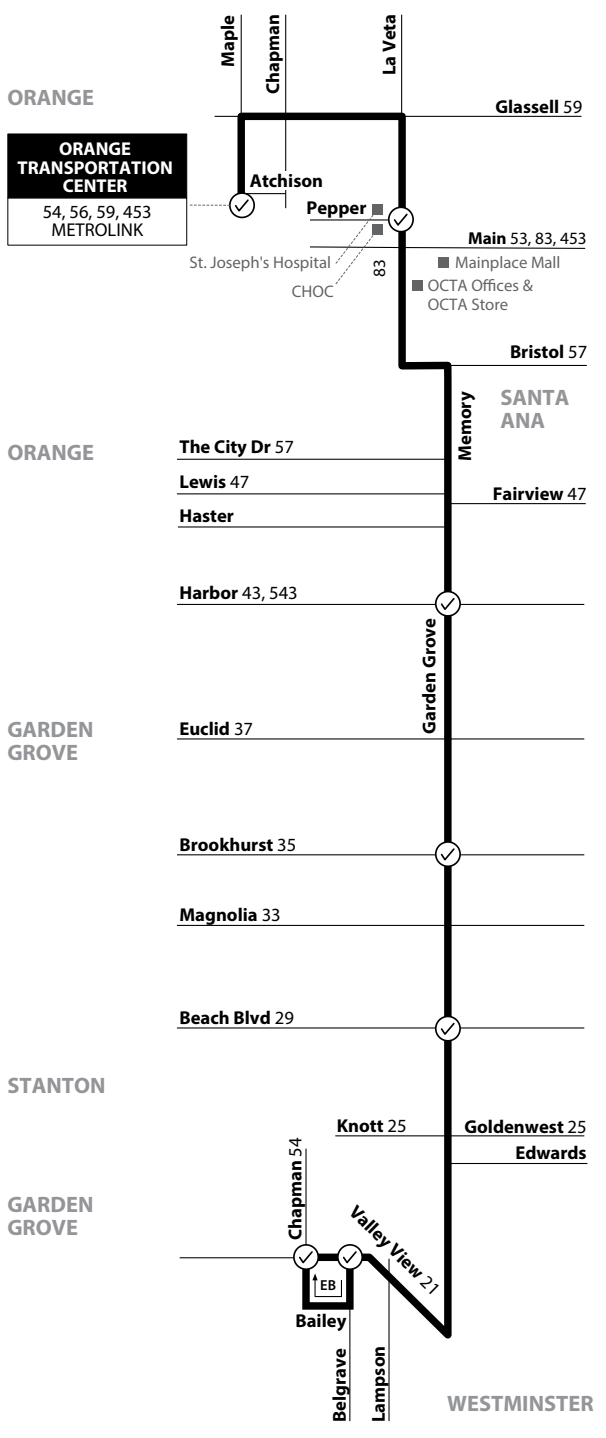 Maple
Chapman
La Veta
ORANGE
Glassell 59
ORANGE
TRANSPORTATION
CENTER
54, 56, 59, 453
METROLINK
Atchison
Pepper
Main 53, 83, 453
St. Joseph's Hospital
CHOC
83
Mainplace Mall
OCTA Offices &
OCTA Store
Bristol 57
SANTA
ANA
Memory
ORANGE
The City Dr 57
Lewis 47
Fairview 47
Haster
Harbor 43, 543
Garden Grove
GARDEN
GROVE
Euclid 37
Brookhurst 35
Magnolia 33
Beach Blvd 29
STANTON
Knott 25
Goldenwest 25
Edwards
Chapman 54
GARDEN
GROVE
Valley View 21
EB
Bailey
Belgrave
Lampson
WESTMINSTER